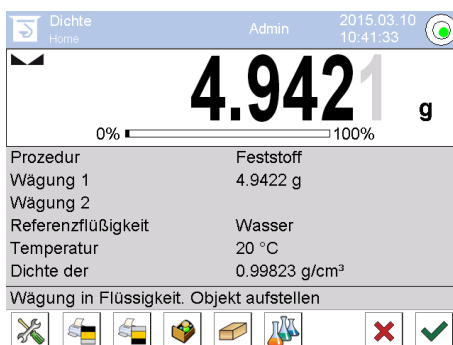 Dichte Admin 2015.03.10
Home 10:41:33
4.9421 g
0% 100%
Prozedur Feststoff
Wägung 1 4.9422 g
Wägung 2
Referenzflüßigkeit Wasser
Temperatur 20 °C
Dichte der 0.99823 g/cm³
Wägung in Flüssigkeit. Objekt aufstellen